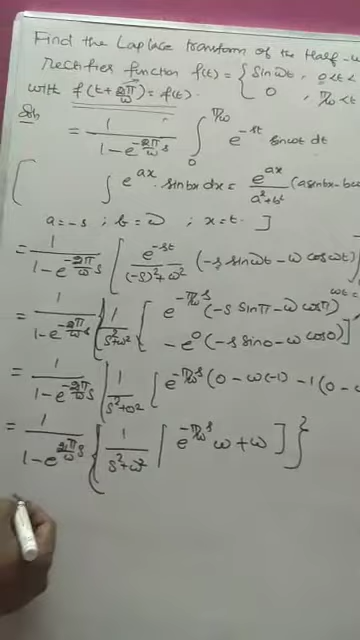 Find the Laplace transform of the Half-w
Rectifier function f(t) = { sin ωt, 0<t<
0, π/ω <t
with f(t+2π/ω) = f(t).
Sol
= 1/(1-e^(-2π/ω s)) ∫_0^(π/ω) e^(-st) sin ωt dt
[ ∫ e^(ax) sin bx dx = e^(ax)/(a²+b²) (a sin bx - b co
a = -s ; b = ω ; x = t. ]
= 1/(1-e^(-2π/ω s)) [ e^(-st)/((-s)²+ω²) (-s sin ωt - ω cos ωt)
= 1/(1-e^(-2π/ω s)) { 1/(s²+ω²) [ e^(-π/ω s) (-s sin π - ω cos π)
- e^0 (-s sin 0 - ω cos 0) ]
= 1/(1-e^(-2π/ω s)) { 1/(s²+ω²) [ e^(-π/ω s) (0 - ω(-1) - 1(0 - ω
= 1/(1-e^(-2π/ω s)) { 1/(s²+ω²) [ e^(-π/ω s) ω + ω ] }